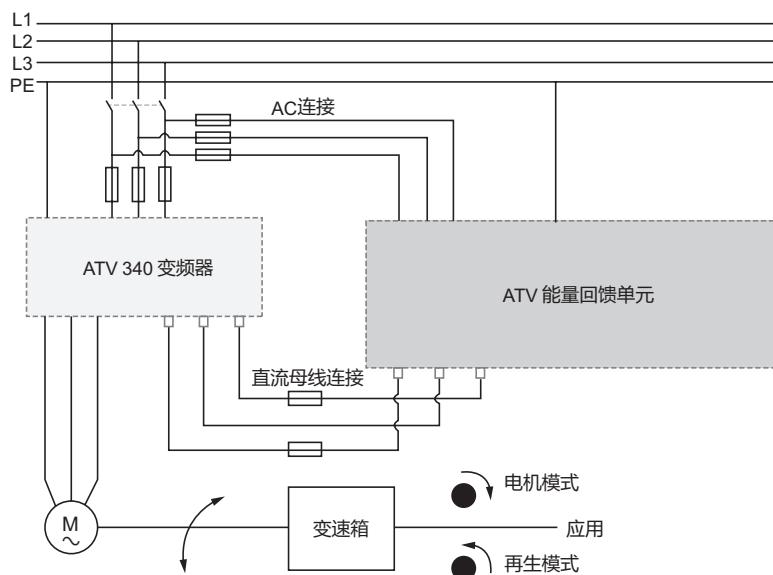 L1
L2
L3
PE
AC连接
ATV 340 变频器
ATV 能量回馈单元
直流母线连接
电机模式
M
变速箱
应用
再生模式